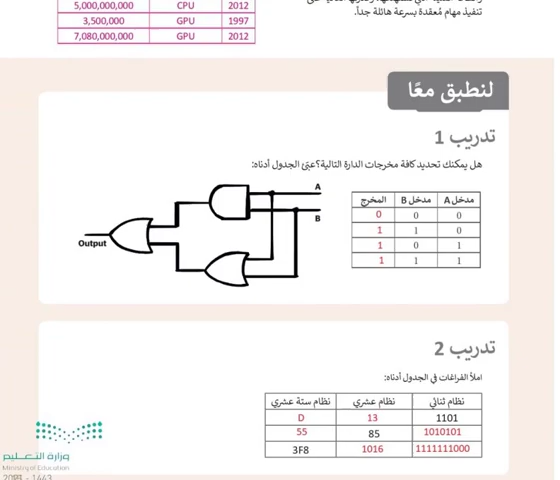 تنفيذ مهام مُعقدة بسرعة هائلة جداً.
5,000,000,000 CPU 2012
3,500,000 GPU 1997
7,080,000,000 GPU 2012
لنطبق معًا
تدريب 1
هل يمكنك تحديد كافة مخرجات الدارة التالية؟عبّئ الجدول أدناه:
مدخل A مدخل B المخرج
0 0 0
0 1 1
1 0 1
1 1 1
A
B
Output
تدريب 2
املأ الفراغات في الجدول أدناه:
نظام ثنائي نظام عشري نظام ستة عشري
1101 13 D
1010101 85 55
1111111000 1016 3F8
وزارة التعليم
Ministry of Education